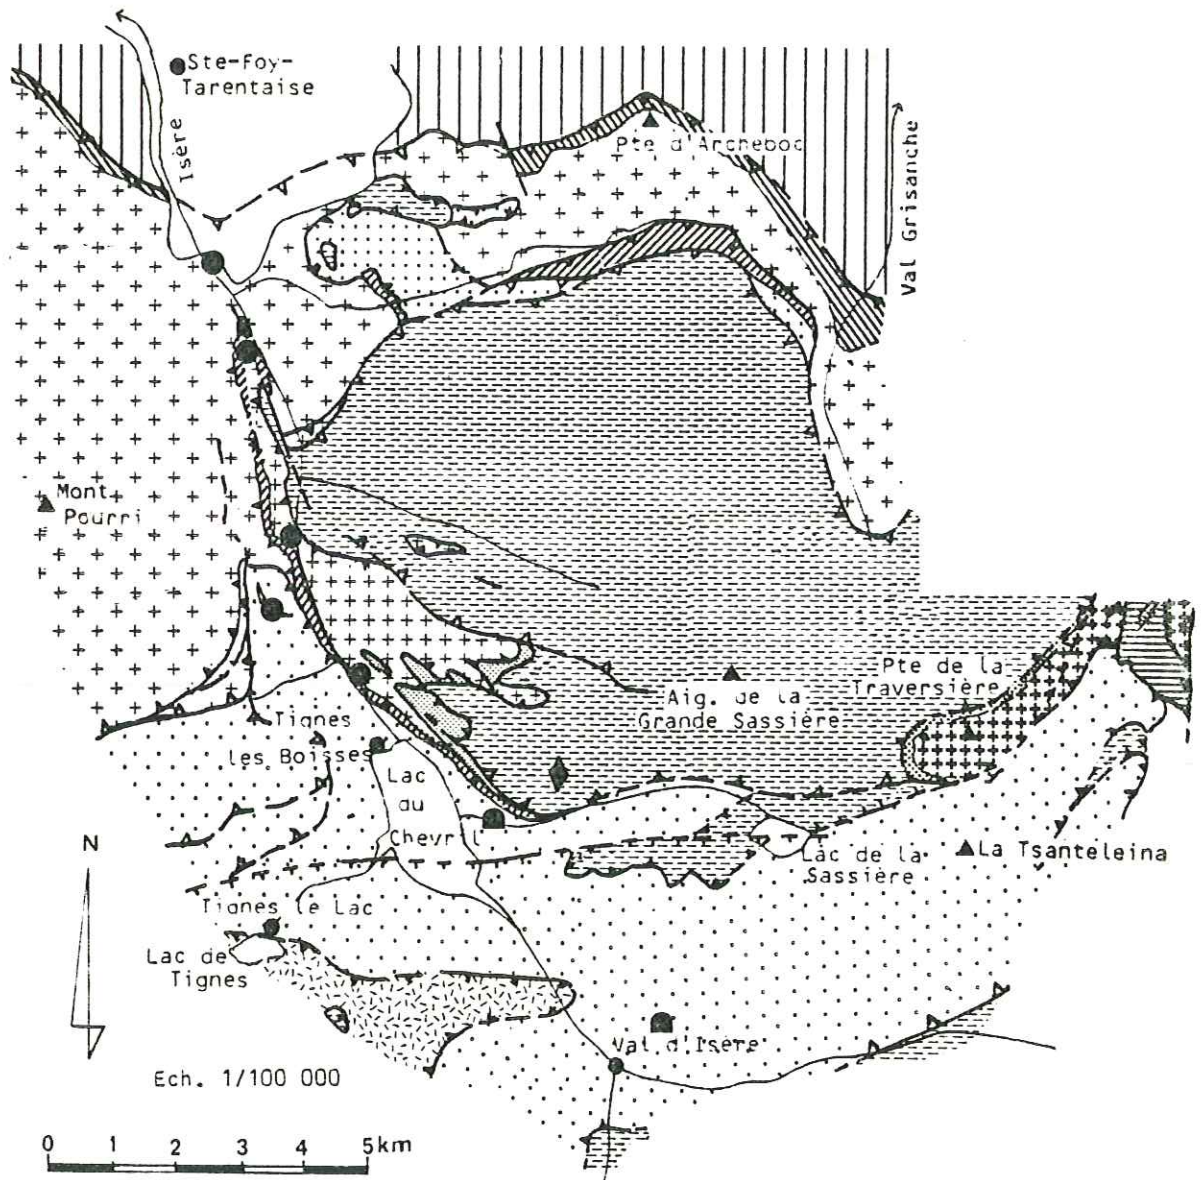 Ste-Foy-
Tarentaise
Isère
Pte d'Archeboc
Val Grisanche
Mont
Pourri
Pte de la
Traversière
Aig. de la
Grande Sassière
Tignes
les Boisses
Lac
du
Chevril
Lac de la
Sassière
La Tsanteleina
N
Tignes le Lac
Lac de
Tignes
Val d'Isère
Ech. 1/100 000
0 1 2 3 4 5km